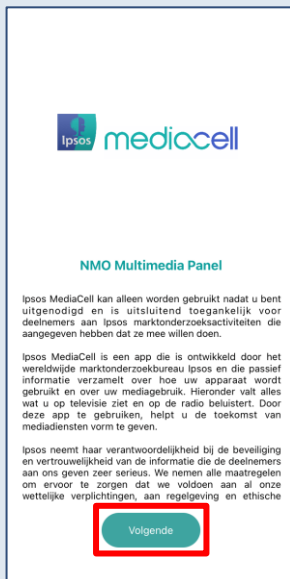 Ipsos mediacell
NMO Multimedia Panel
Ipsos MediaCell kan alleen worden gebruikt nadat u bent
uitgenodigd en is uitsluitend toegankelijk voor
deelnemers aan Ipsos marktonderzoeksactiviteiten die
aangegeven hebben dat ze mee willen doen.
Ipsos MediaCell is een app die is ontwikkeld door het
wereldwijde marktonderzoekbureau Ipsos en die passief
informatie verzamelt over hoe uw apparaat wordt
gebruikt en over uw mediagebruik. Hieronder valt alles
wat u op televisie ziet en op de radio beluistert. Door
deze app te gebruiken, helpt u de toekomst van
mediadiensten vorm te geven.
Ipsos neemt haar verantwoordelijkheid bij de beveiliging
en vertrouwelijkheid van de informatie die de deelnemers
aan ons geven zeer serieus. We nemen alle maatregelen
om ervoor te zorgen dat we voldoen aan al onze
wettelijke verplichtingen, aan regelgeving en ethische
Volgende